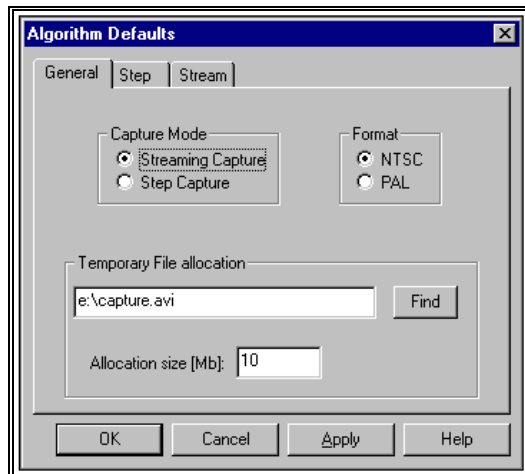 Algorithm Defaults
General Step Stream
Capture Mode Format
Streaming Capture NTSC
Step Capture PAL
Temporary File allocation
e:\capture.avi Find
Allocation size [Mb]: 10
OK Cancel Apply Help